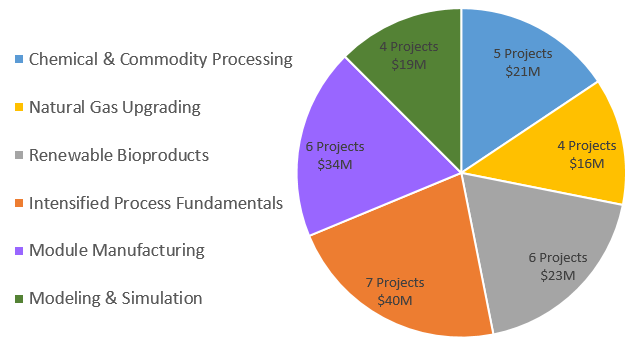 Chemical & Commodity Processing
Natural Gas Upgrading
Renewable Bioproducts
Intensified Process Fundamentals
Module Manufacturing
Modeling & Simulation
5 Projects
$21M
4 Projects
$16M
6 Projects
$23M
7 Projects
$40M
6 Projects
$34M
4 Projects
$19M